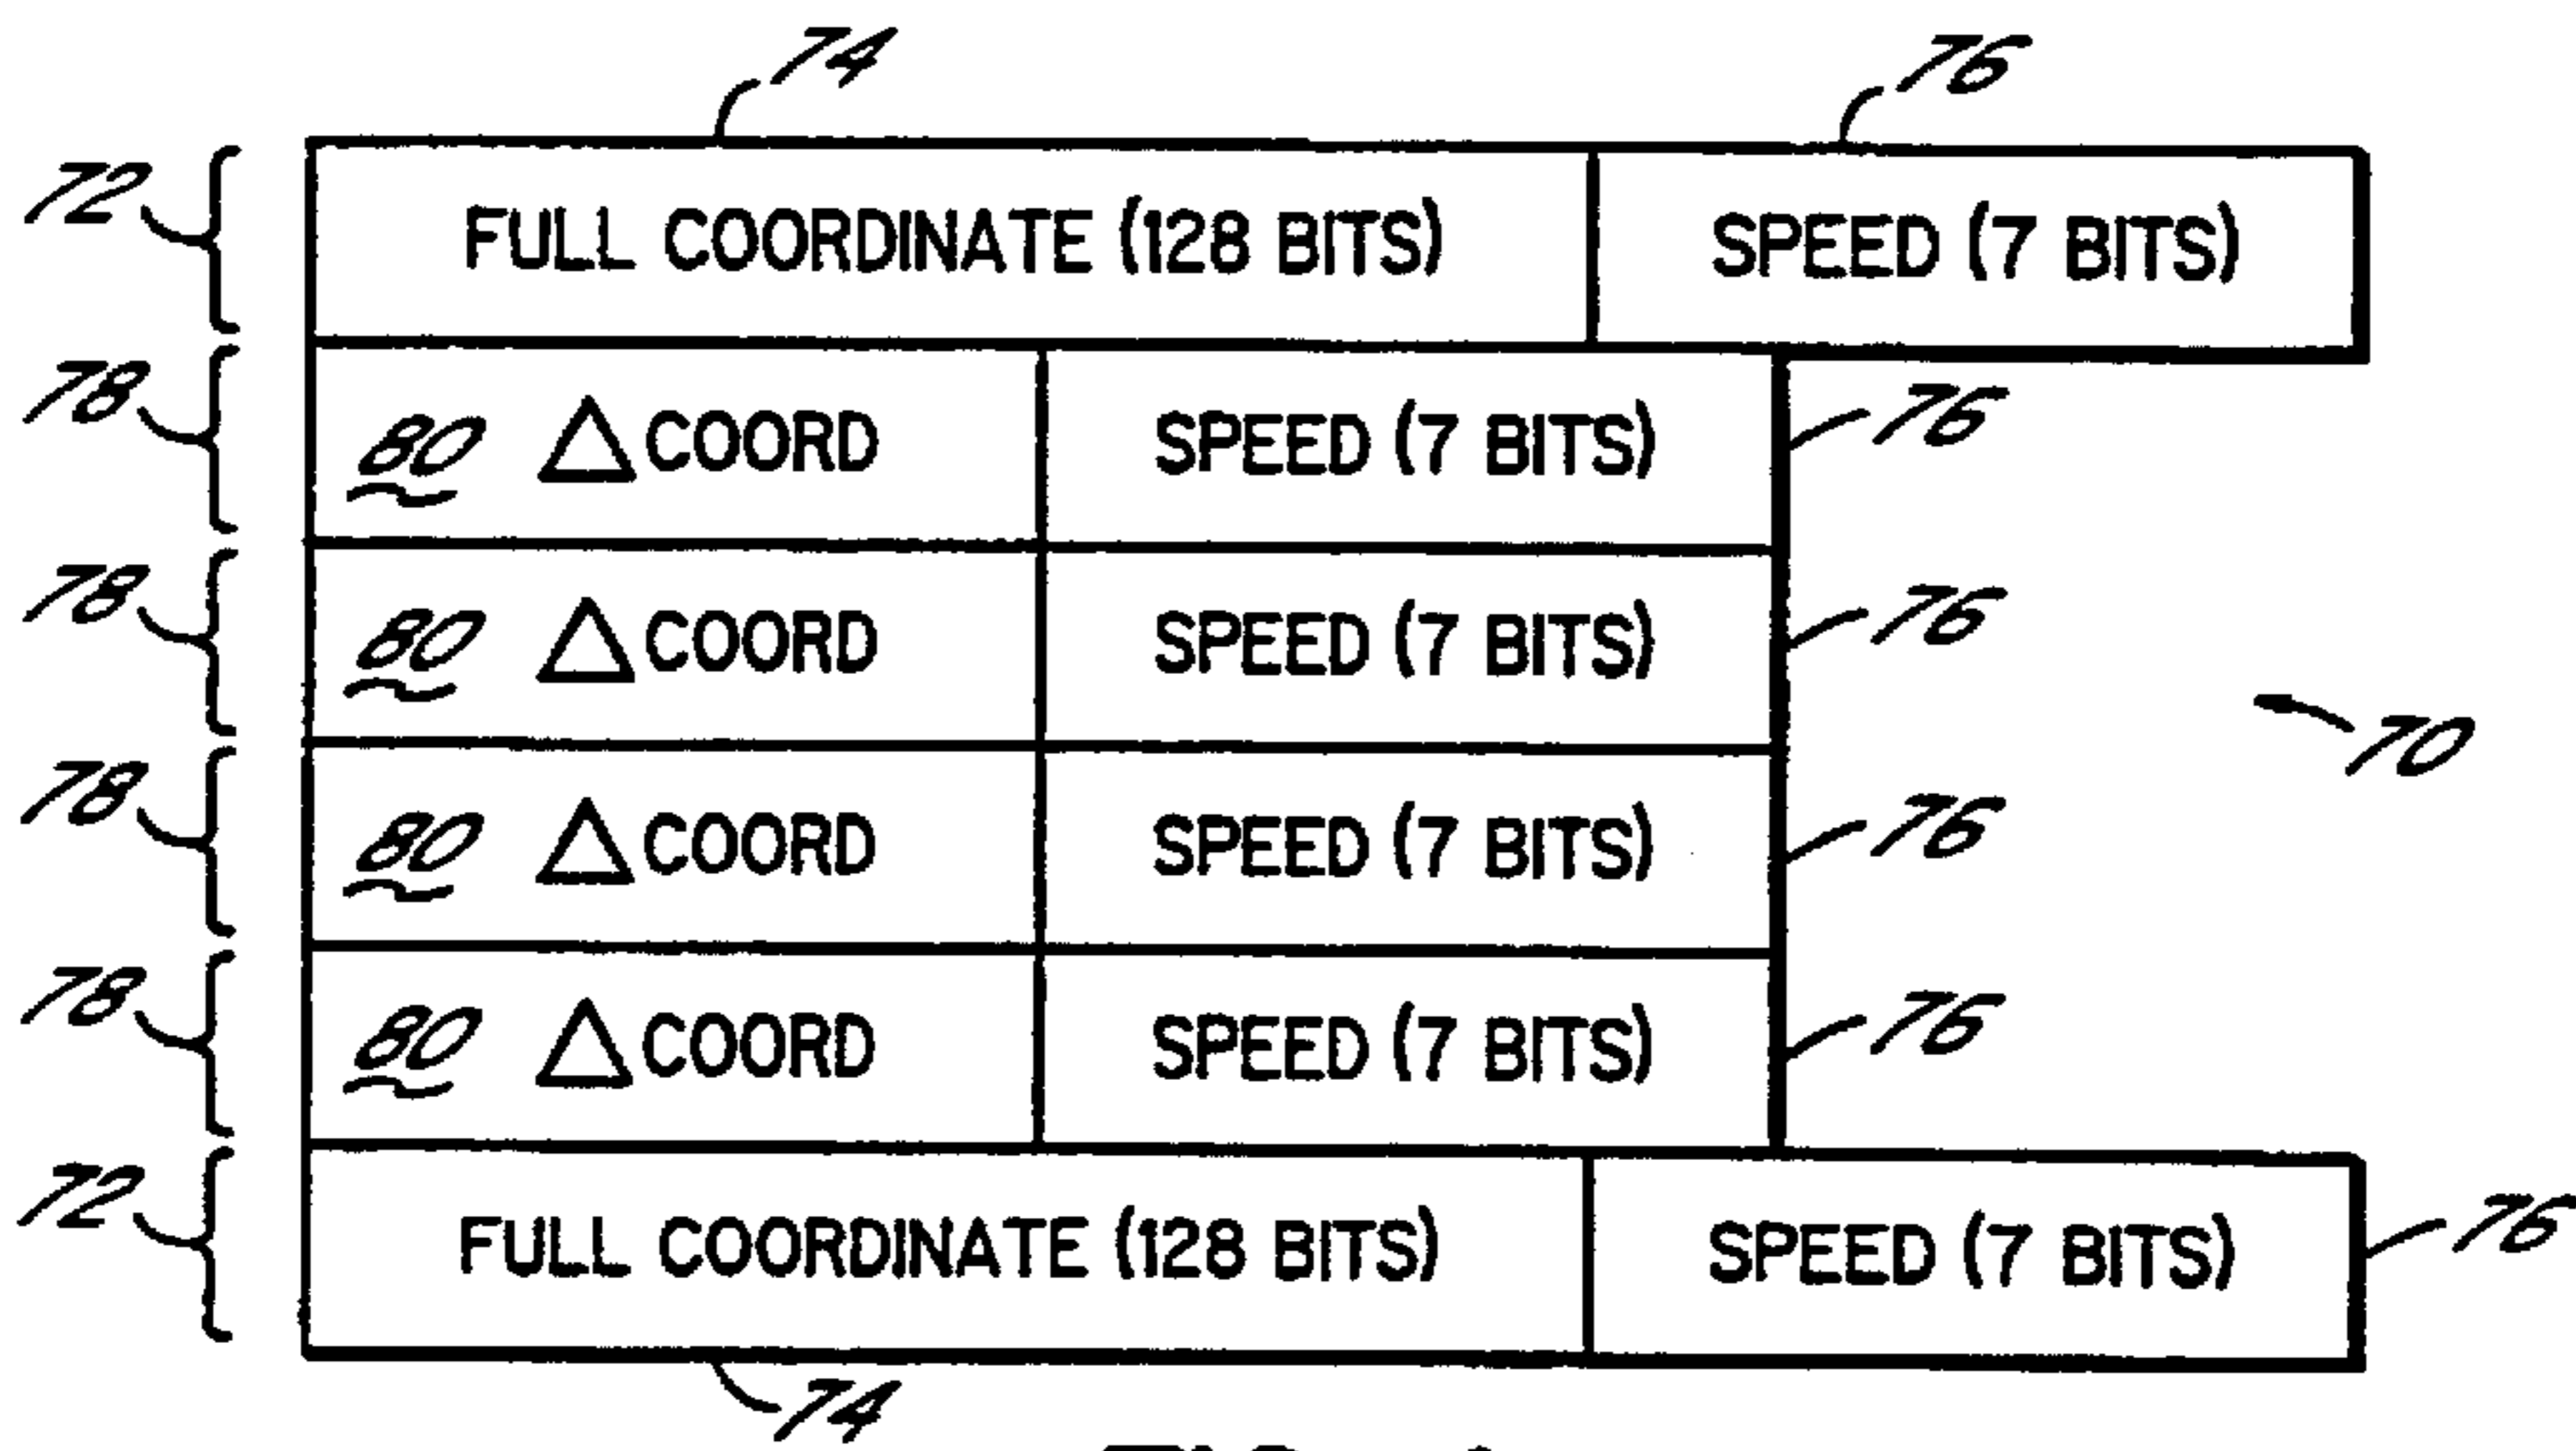 74 76
72 FULL COORDINATE (128 BITS) SPEED (7 BITS)
78 80 △ COORD SPEED (7 BITS) 76
78 80 △ COORD SPEED (7 BITS) 76
70
78 80 △ COORD SPEED (7 BITS) 76
78 80 △ COORD SPEED (7 BITS) 76
72 FULL COORDINATE (128 BITS) SPEED (7 BITS) 76
74